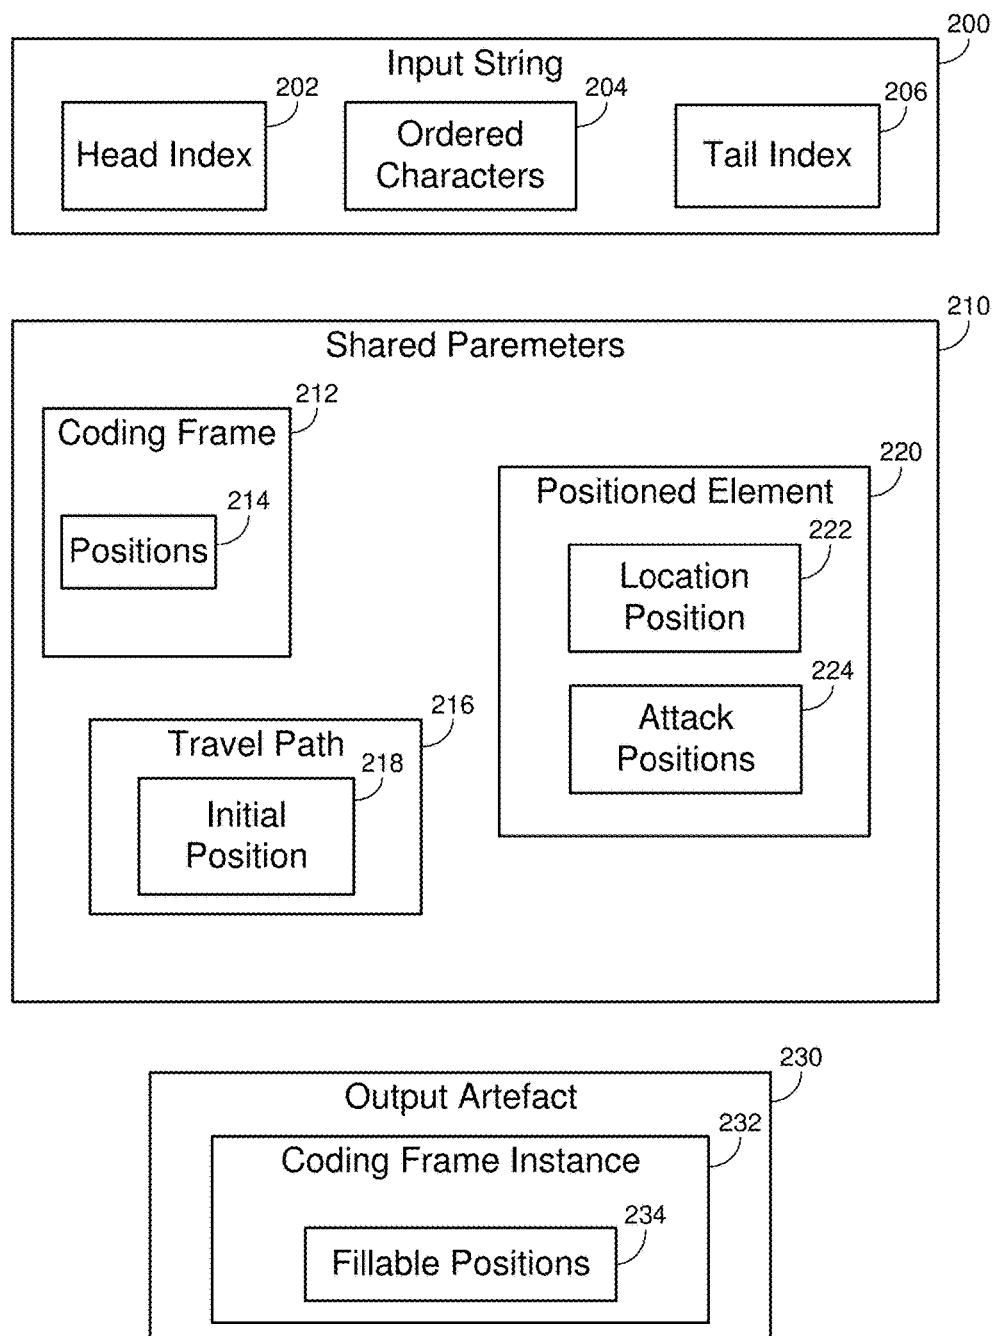 200
Input String
202
Head Index
204
Ordered
Characters
206
Tail Index
210
Shared Paremeters
212
Coding Frame
214
Positions
220
Positioned Element
222
Location
Position
224
Attack
Positions
216
Travel Path
218
Initial
Position
230
Output Artefact
232
Coding Frame Instance
234
Fillable Positions